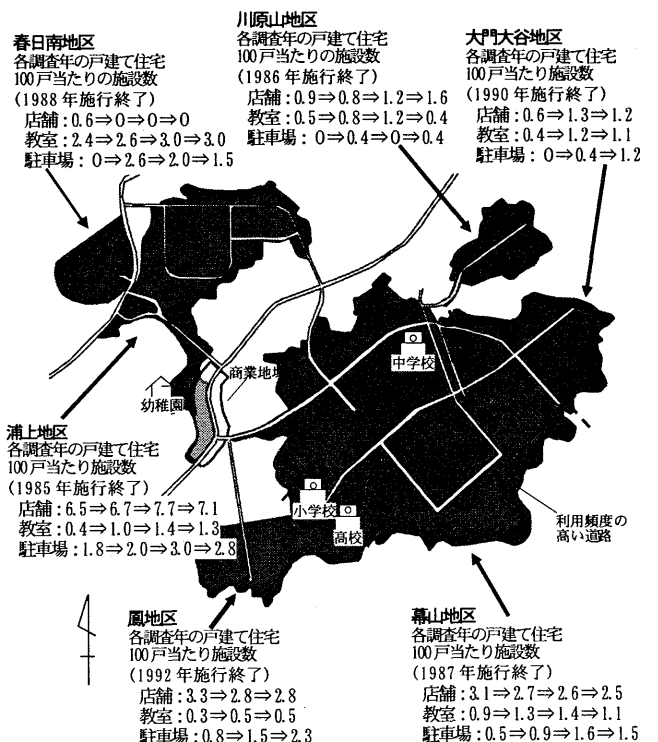 春日南地区
各調査年の戸建て住宅
100戸当たりの施設数
(1988年施行終了)
店舗:0.6⇒0⇒0⇒0
教室:2.4⇒2.6⇒3.0⇒3.0
駐車場:0⇒2.6⇒2.0⇒1.5
川原山地区
各調査年の戸建て住宅
100戸当たりの施設数
(1986年施行終了)
店舗:0.9⇒0.8⇒1.2⇒1.6
教室:0.5⇒0.8⇒1.2⇒0.4
駐車場:0⇒0.4⇒0⇒0.4
大門大谷地区
各調査年の戸建て住宅
100戸当たりの施設数
(1990年施行終了)
店舗:0.6⇒1.3⇒1.2
教室:0.4⇒1.2⇒1.1
駐車場:0⇒0.4⇒1.2
中学校
商業地域
幼稚園
浦上地区
各調査年の戸建て住宅
100戸当たり施設数
(1985年施行終了)
店舗:6.5⇒6.7⇒7.7⇒7.1
教室:0.4⇒1.0⇒1.4⇒1.3
駐車場:1.8⇒2.0⇒3.0⇒2.8
小学校
高校
利用頻度の
高い道路
鳳地区
各調査年の戸建て住宅
100戸当たり施設数
(1992年施行終了)
店舗:3.3⇒2.8⇒2.8
教室:0.3⇒0.5⇒0.5
駐車場:0.8⇒1.5⇒2.3
幕山地区
各調査年の戸建て住宅
100戸当たり施設数
(1987年施行終了)
店舗:3.1⇒2.7⇒2.6⇒2.5
教室:0.9⇒1.3⇒1.4⇒1.1
駐車場:0.5⇒0.9⇒1.6⇒1.5